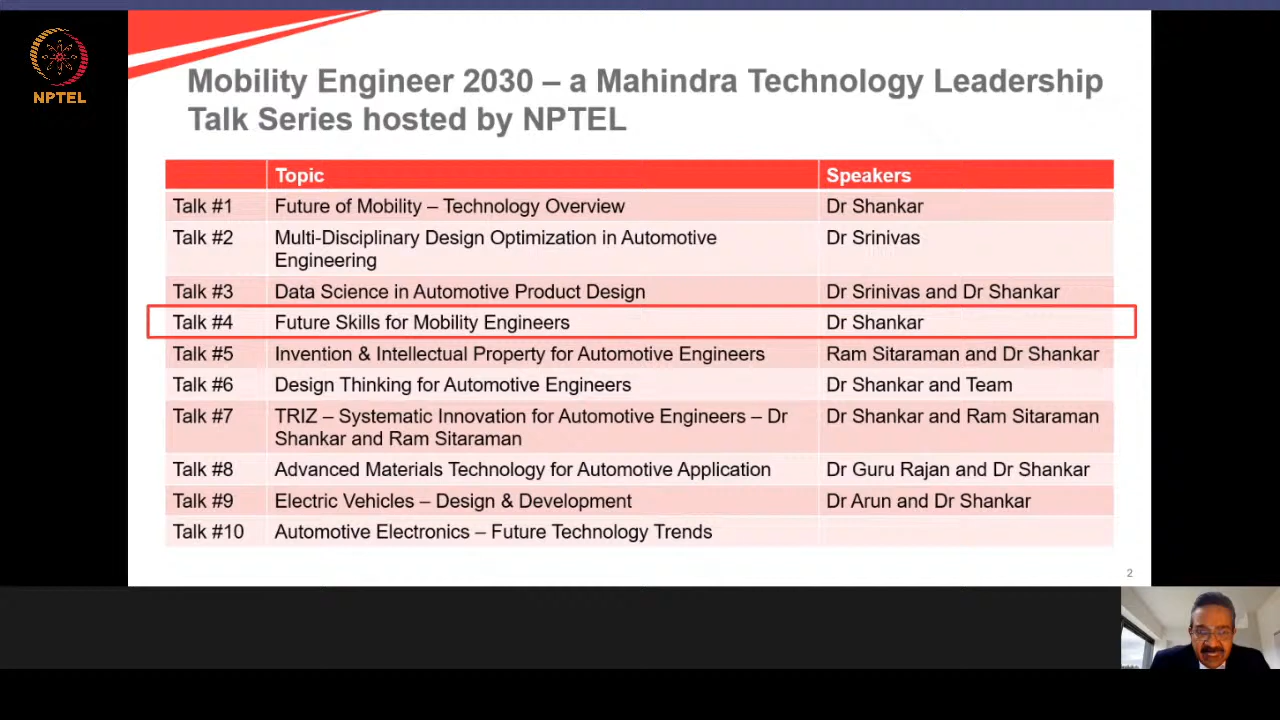 NPTEL
Mobility Engineer 2030 – a Mahindra Technology Leadership
Talk Series hosted by NPTEL
Topic Speakers
Talk #1 Future of Mobility – Technology Overview Dr Shankar
Talk #2 Multi-Disciplinary Design Optimization in Automotive Dr Srinivas
Engineering
Talk #3 Data Science in Automotive Product Design Dr Srinivas and Dr Shankar
Talk #4 Future Skills for Mobility Engineers Dr Shankar
Talk #5 Invention & Intellectual Property for Automotive Engineers Ram Sitaraman and Dr Shankar
Talk #6 Design Thinking for Automotive Engineers Dr Shankar and Team
Talk #7 TRIZ – Systematic Innovation for Automotive Engineers – Dr Dr Shankar and Ram Sitaraman
Shankar and Ram Sitaraman
Talk #8 Advanced Materials Technology for Automotive Application Dr Guru Rajan and Dr Shankar
Talk #9 Electric Vehicles – Design & Development Dr Arun and Dr Shankar
Talk #10 Automotive Electronics – Future Technology Trends
2